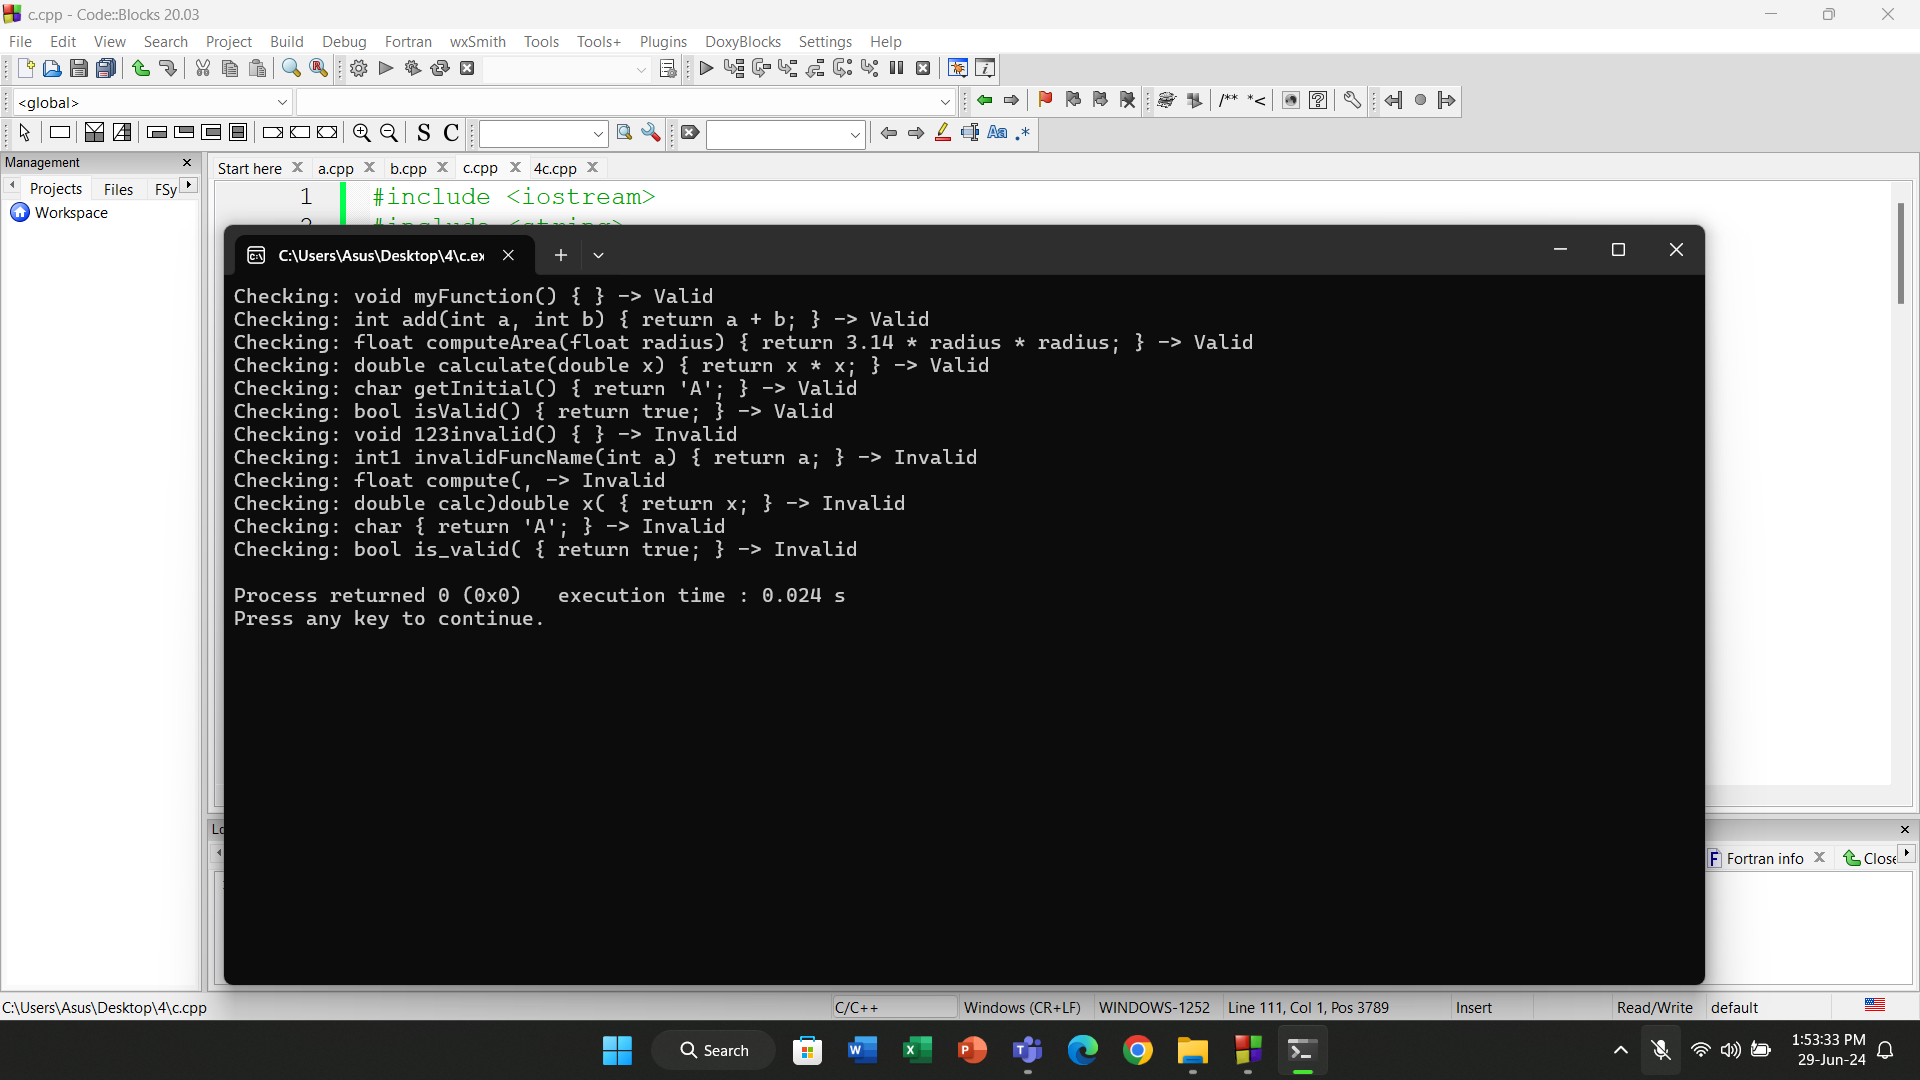 c.cpp - Code::Blocks 20.03
File Edit View Search Project Build Debug Fortran wxSmith Tools Tools+ Plugins DoxyBlocks Settings Help
<global>
/** *<
S C
Aa .*
Management
Projects Files FSy
Workspace
Start here a.cpp b.cpp c.cpp 4c.cpp
1 #include <iostream>
2 #include <string>
C:\Users\Asus\Desktop\4\c.ex
Checking: void myFunction() { } -> Valid
Checking: int add(int a, int b) { return a + b; } -> Valid
Checking: float computeArea(float radius) { return 3.14 * radius * radius; } -> Valid
Checking: double calculate(double x) { return x * x; } -> Valid
Checking: char getInitial() { return 'A'; } -> Valid
Checking: bool isValid() { return true; } -> Valid
Checking: void 123invalid() { } -> Invalid
Checking: int1 invalidFuncName(int a) { return a; } -> Invalid
Checking: float compute(, -> Invalid
Checking: double calc)double x( { return x; } -> Invalid
Checking: char { return 'A'; } -> Invalid
Checking: bool is_valid( { return true; } -> Invalid
Process returned 0 (0x0)   execution time : 0.024 s
Press any key to continue.
Lo
Fortran info Close
C:\Users\Asus\Desktop\4\c.cpp C/C++ Windows (CR+LF) WINDOWS-1252 Line 111, Col 1, Pos 3789 Insert Read/Write default
Search
1:53:33 PM
29-Jun-24